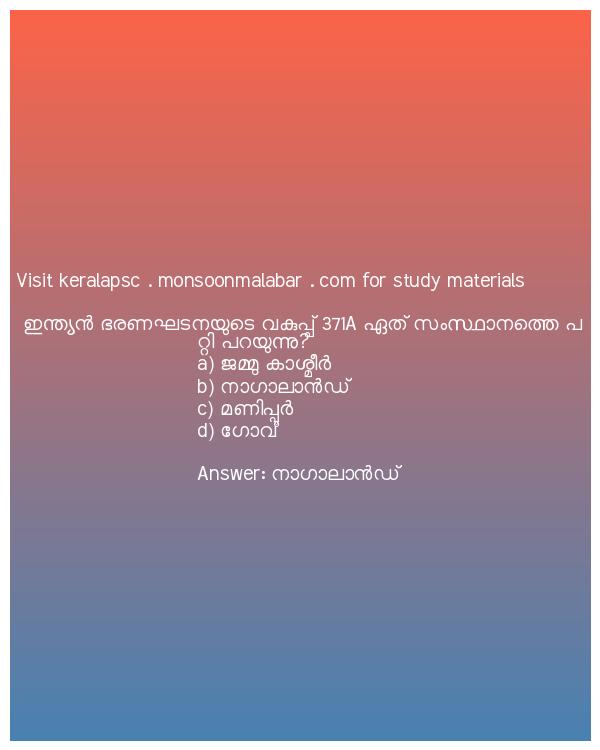 Visit keralapsc . monsoonmalabar . com for study materials
ഇന്ത്യൻ ഭരണഘടനയുടെ വകുപ്പ് 371A ഏത് സംസ്ഥാനത്തെ പ
റ്റി പറയുന്നു?
a) ജമ്മു കാശ്മീർ
b) നാഗാലാൻഡ്
c) മണിപ്പൂർ
d) ഗോവ
Answer: നാഗാലാൻഡ്